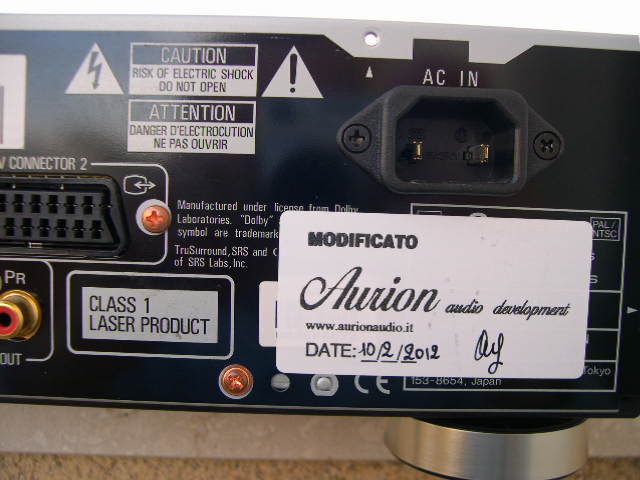 CAUTION
RISK OF ELECTRIC SHOCK
DO NOT OPEN
ATTENTION
DANGER D'ELECTROCUTION
NE PAS OUVRIR
AC IN
V CONNECTOR 2
Manufactured under license from Dolby
Laboratories. "Dolby"
symbol are trademark
TruSurround, SRS and
of SRS Labs, Inc.
PAL /
NTSC
MODIFICATO
Aurion audio development
www.aurionaudio.it
DATE: 10/2/2012
PR
OUT
CLASS 1
LASER PRODUCT
CE
Tokyo
153-8654, Japan